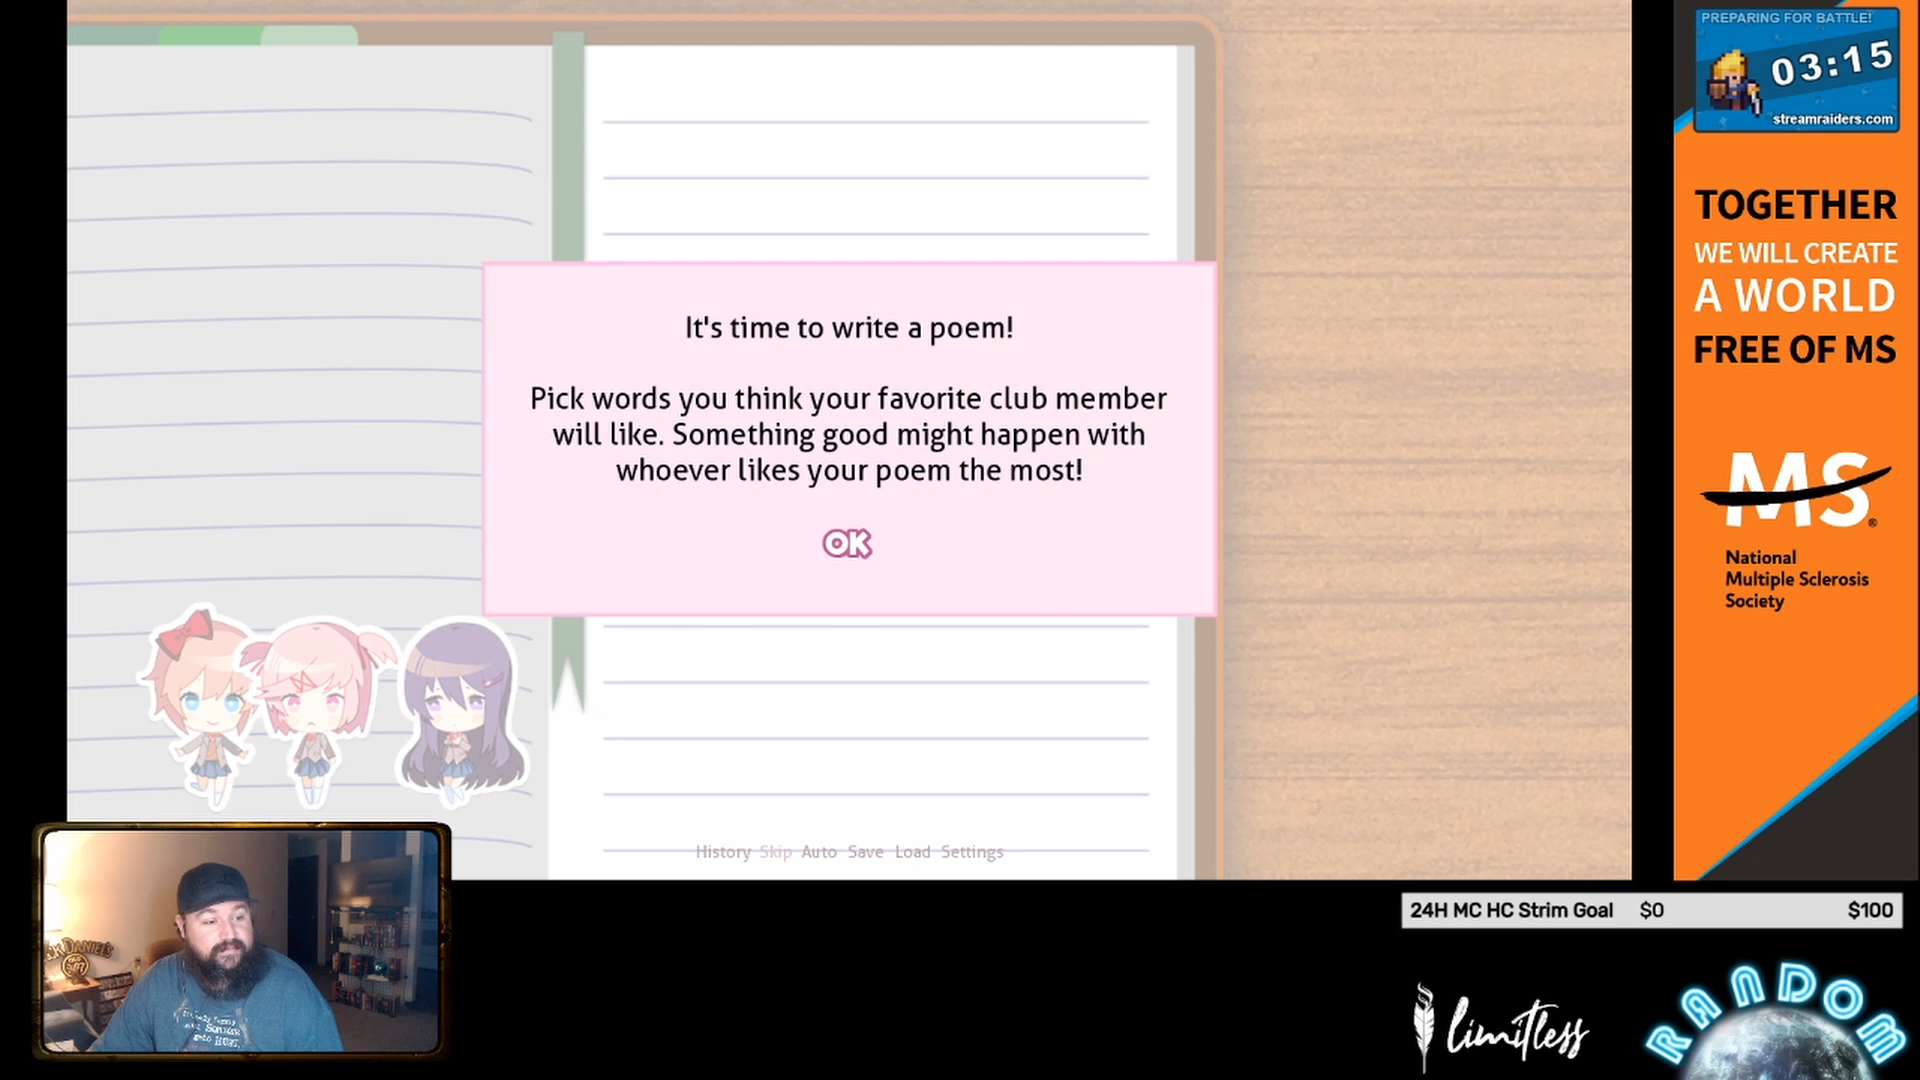 PREPARING FOR BATTLE!
03:15
streamraiders.com
TOGETHER
WE WILL CREATE
A WORLD
FREE OF MS
MS
National
Multiple Sclerosis
Society
It's time to write a poem!
Pick words you think your favorite club member
will like. Something good might happen with
whoever likes your poem the most!
OK
History Skip Auto Save Load Settings
24H MC HC Strim Goal $0 $100
limitless
RANDOM